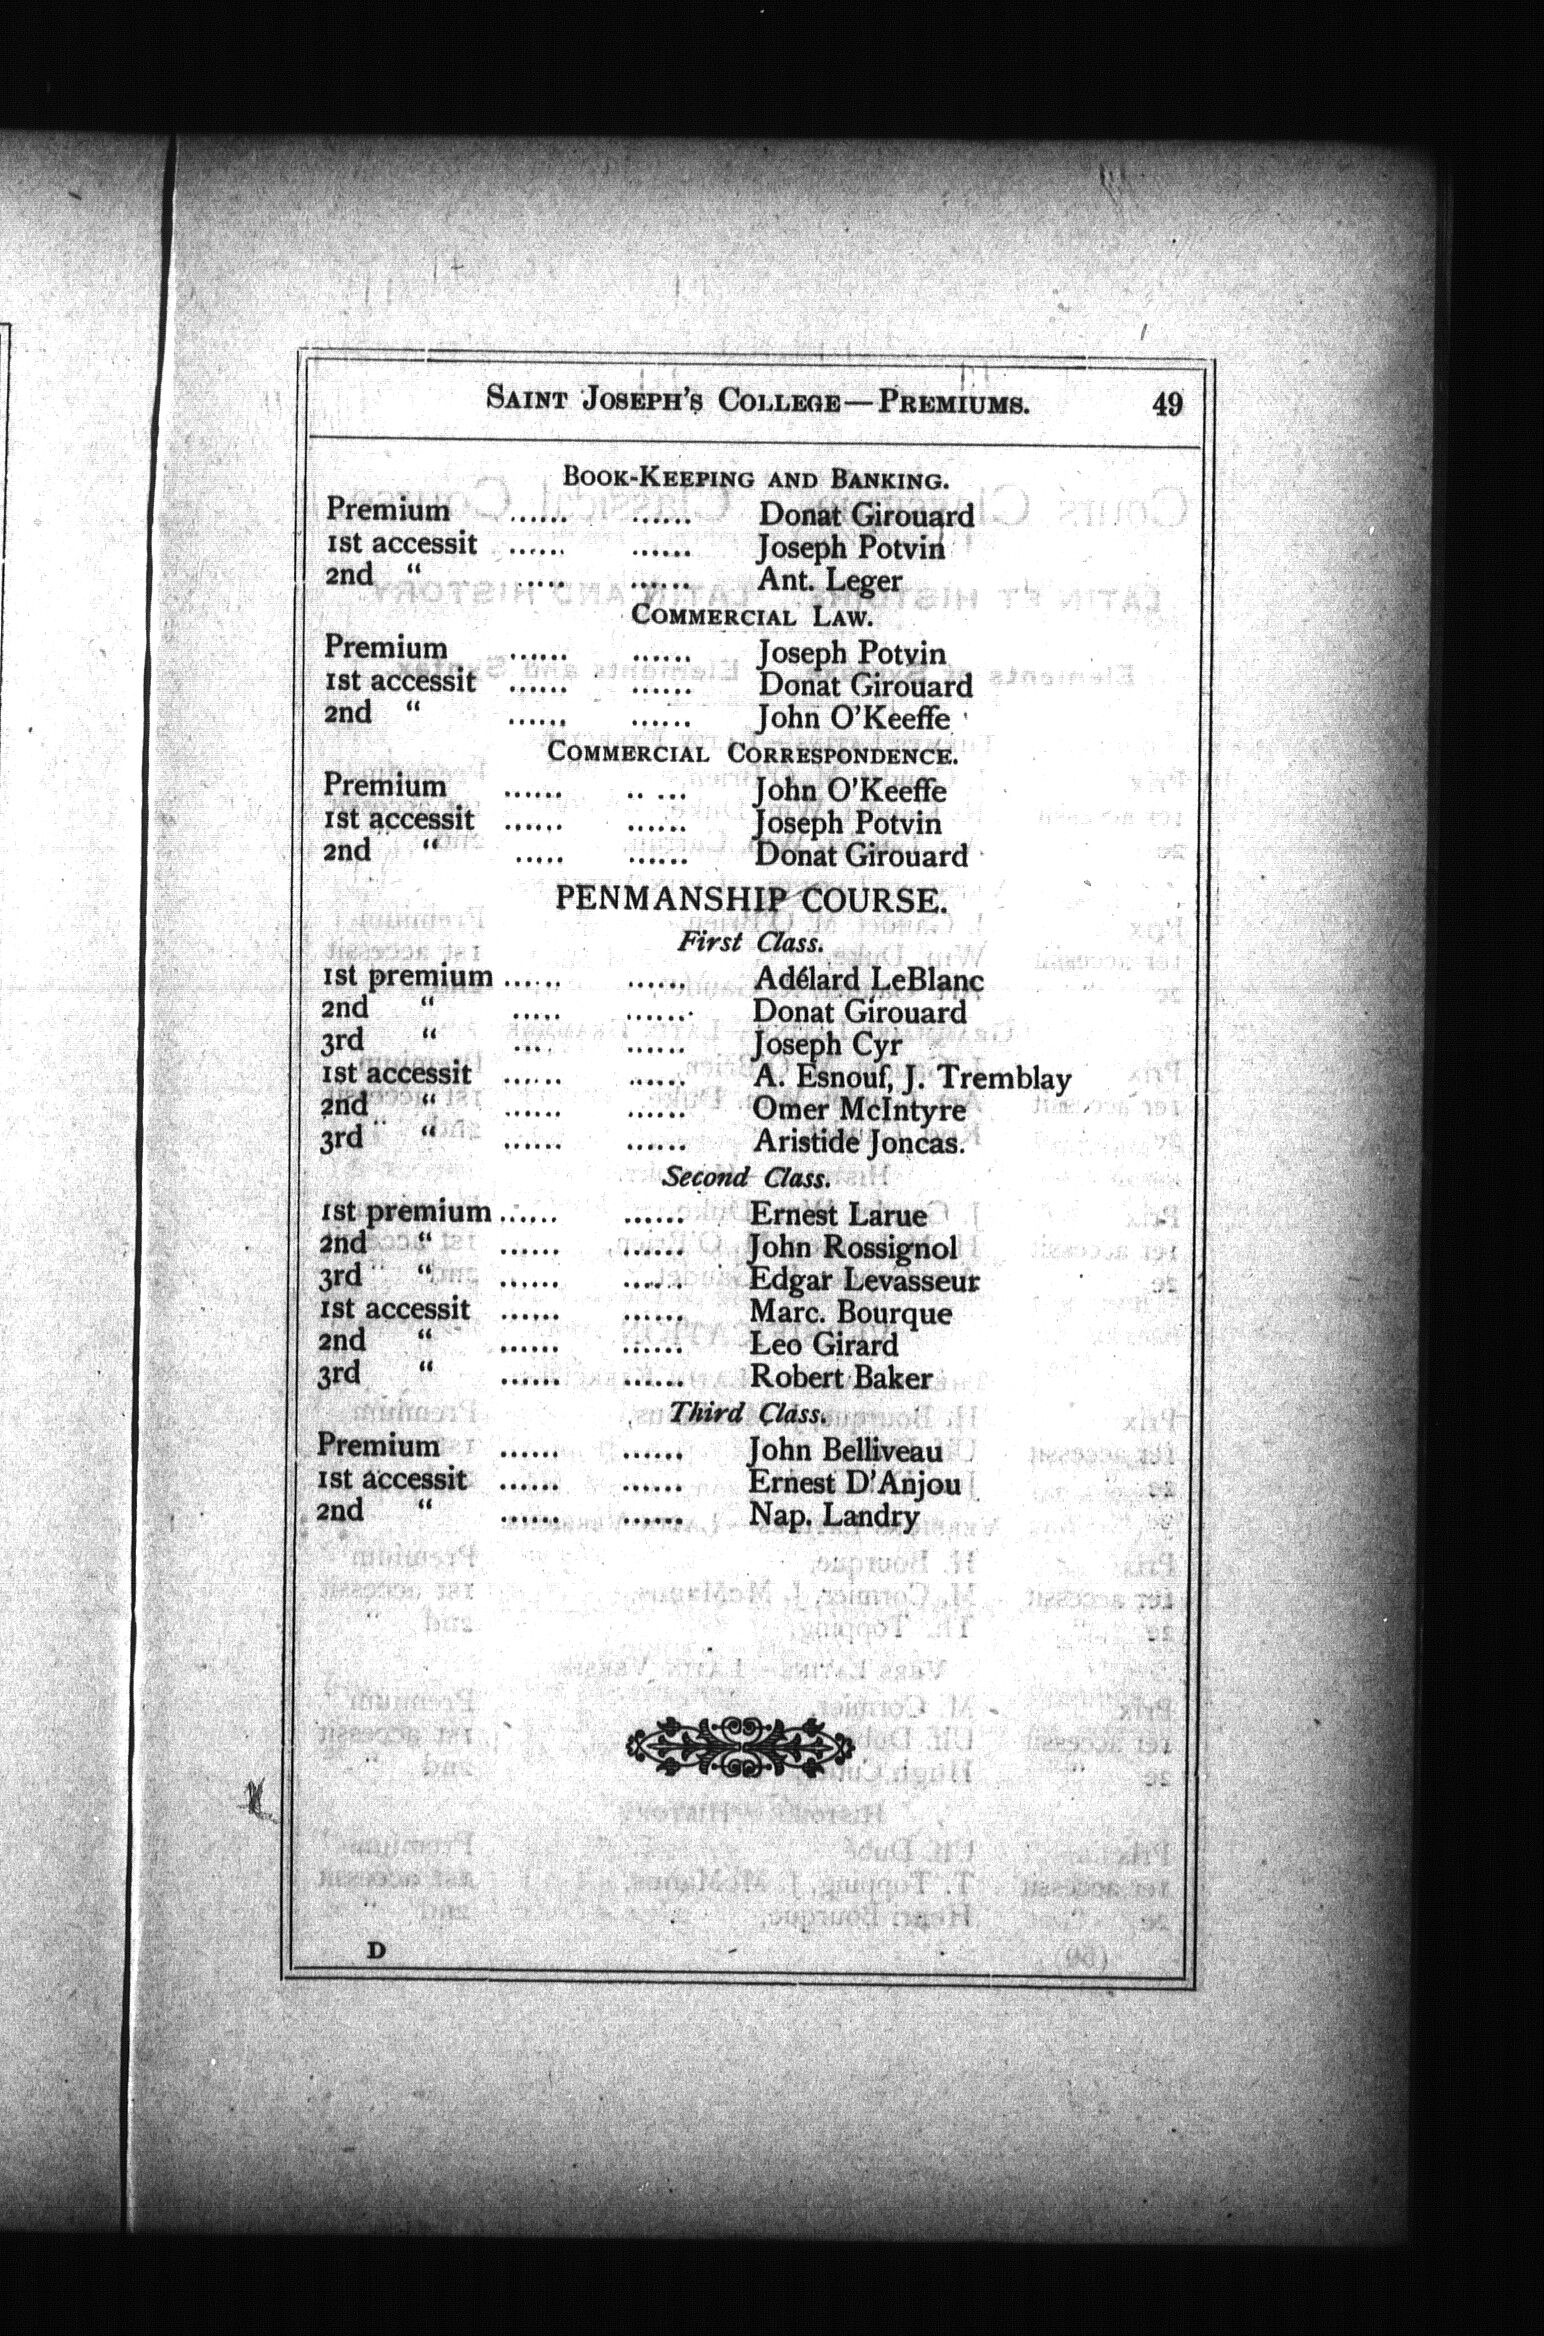 SAINT JOSEPH'S COLLEGE—PREMIUMS. 49
BOOK-KEEPING AND BANKING.
Premium ...... ...... Donat Girouard
1st accessit ...... ...... Joseph Potvin
2nd " ..... ...... Ant. Leger
COMMERCIAL LAW.
Premium ...... ...... Joseph Potvin
1st accessit ...... ...... Donat Girouard
2nd " ...... ...... John O'Keeffe
COMMERCIAL CORRESPONDENCE.
Premium ...... .. ... John O'Keeffe
1st accessit ...... ...... Joseph Potvin
2nd " ..... ...... Donat Girouard
PENMANSHIP COURSE.
First Class.
1st premium ...... ...... Adélard LeBlanc
2nd " ..... ...... Donat Girouard
3rd " ... ...... Joseph Cyr
1st accessit ...... ...... A. Esnouf, J. Tremblay
2nd " ...... ...... Omer McIntyre
3rd " ...... ...... Aristide Joncas.
Second Class.
1st premium ...... ...... Ernest Larue
2nd " ...... ...... John Rossignol
3rd " ...... ...... Edgar Levasseur
1st accessit ...... ...... Marc. Bourque
2nd " ...... ...... Leo Girard
3rd " ...... ...... Robert Baker
Third Class.
Premium ...... ...... John Belliveau
1st accessit ...... ...... Ernest D'Anjou
2nd " ...... ...... Nap. Landry
D